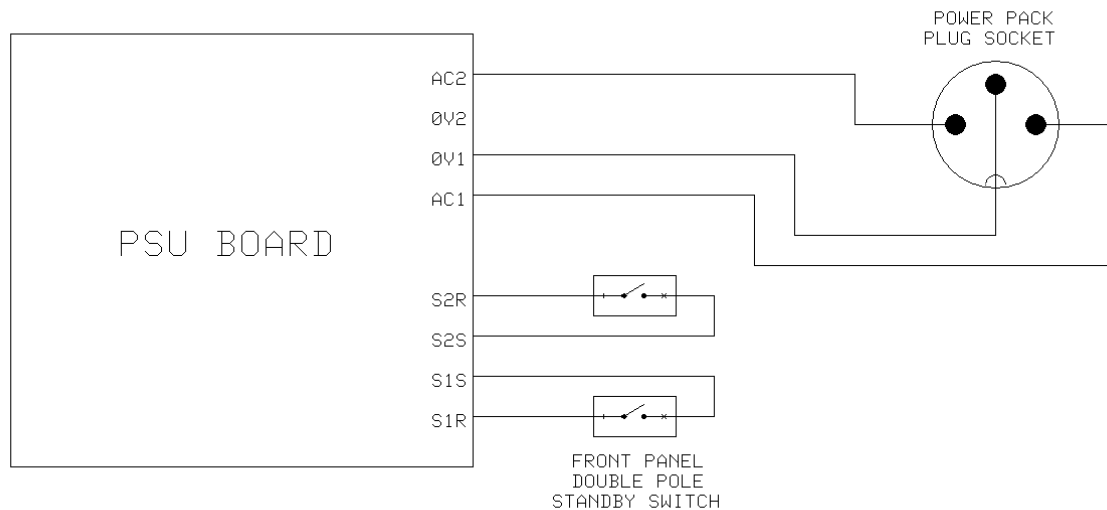 POWER PACK
PLUG SOCKET
AC2
0V2
0V1
AC1
PSU BOARD
S2R
S2S
S1S
S1R
FRONT PANEL
DOUBLE POLE
STANDBY SWITCH